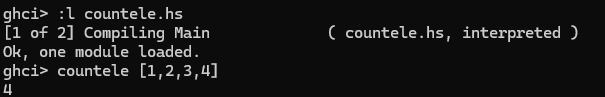 ghci> :l countele.hs
[1 of 2] Compiling Main             ( countele.hs, interpreted )
Ok, one module loaded.
ghci> countele [1,2,3,4]
4